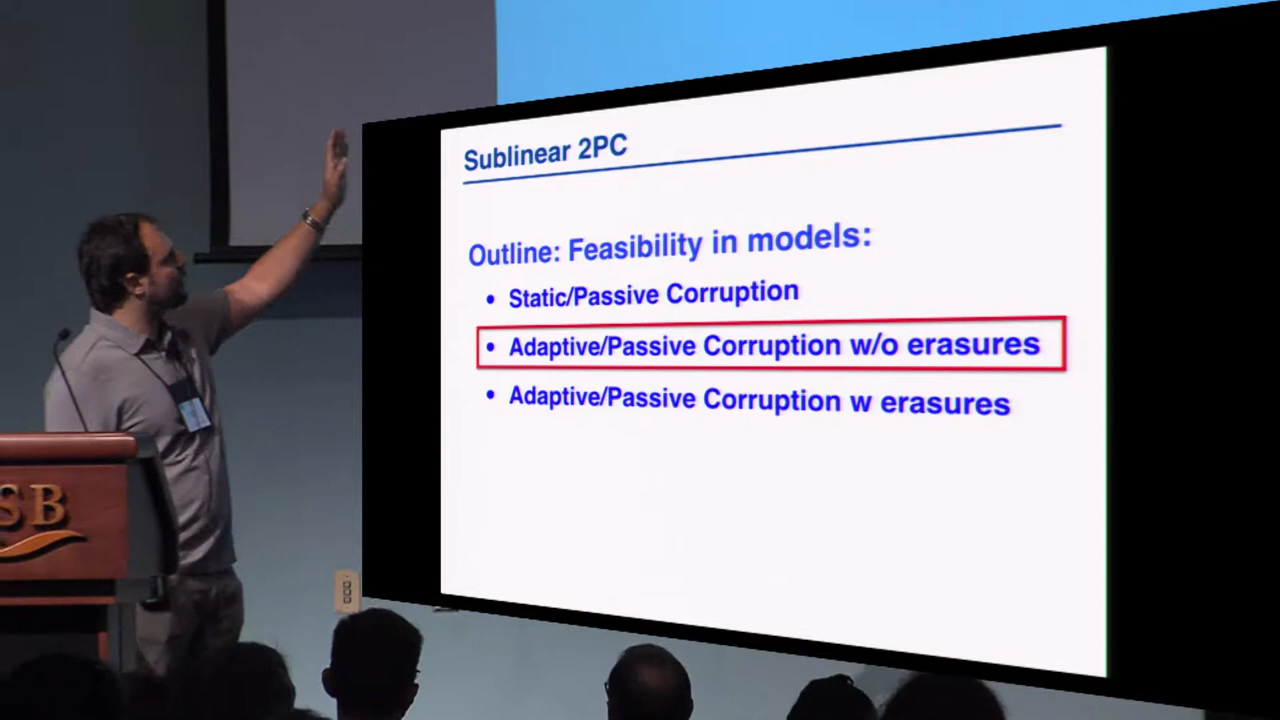 Sublinear 2PC
Outline: Feasibility in models:
• Static/Passive Corruption
• Adaptive/Passive Corruption w/o erasures
• Adaptive/Passive Corruption w erasures
SB